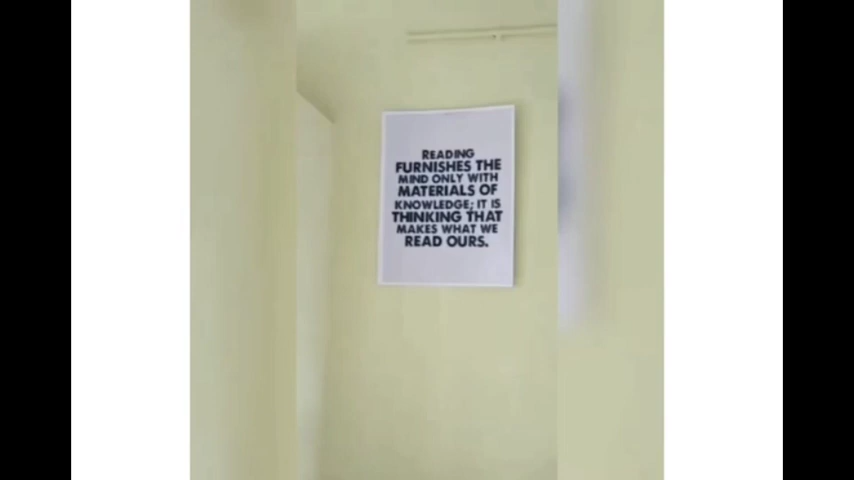 READING
FURNISHES THE
MIND ONLY WITH
MATERIALS OF
KNOWLEDGE; IT IS
THINKING THAT
MAKES WHAT WE
READ OURS.